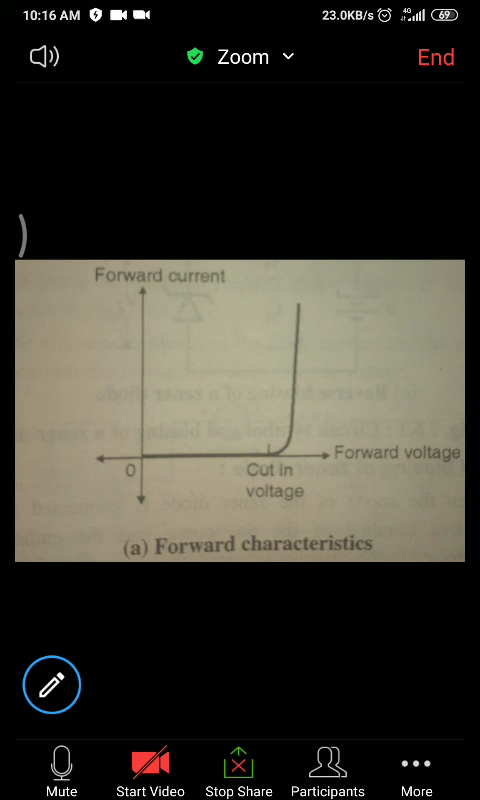 10:16 AM
23.0KB/s 4G 69
Zoom
End
Forward current
Forward voltage
0
Cut in
voltage
(a) Forward characteristics
Mute
Start Video
Stop Share
Participants
More